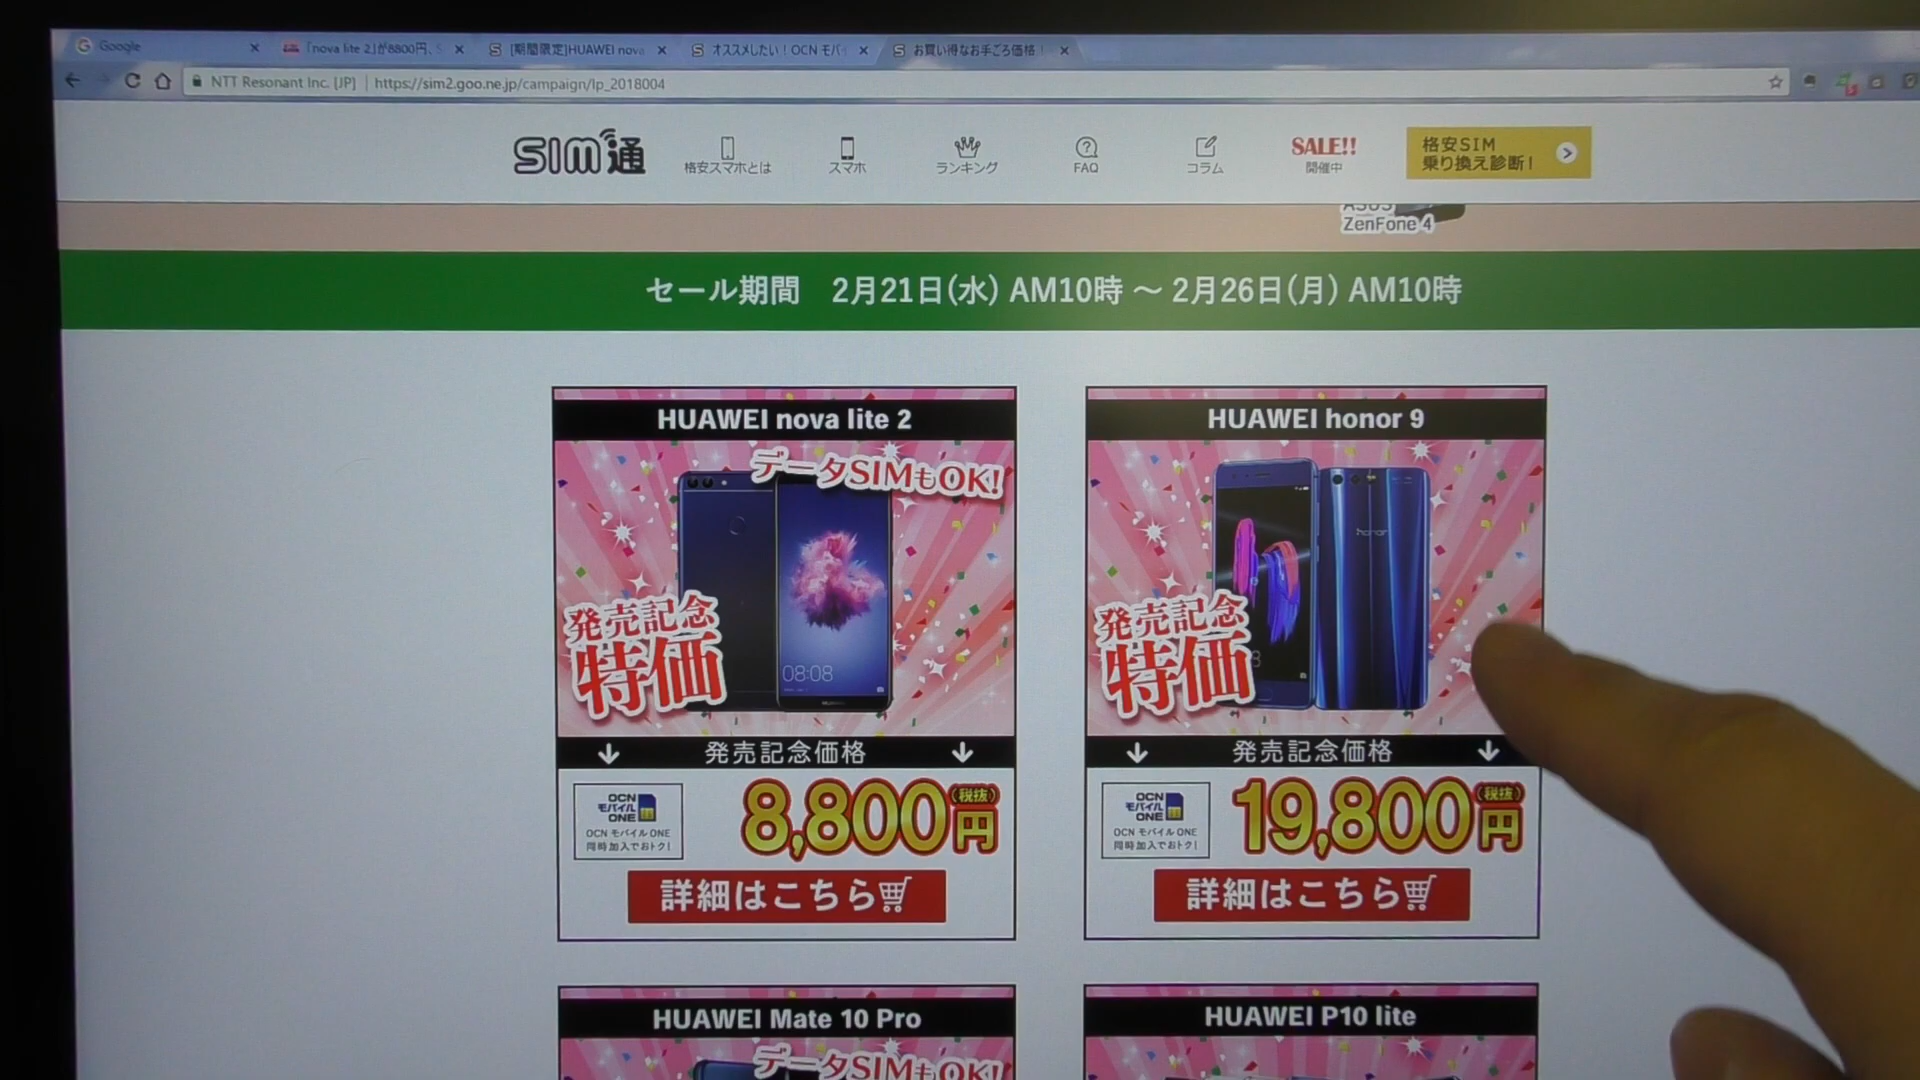 Google
「nova lite 2」が8800円、S
[期間限定]HUAWEI nova
オススメしたい！OCN モバイ
お買い得なお手ごろ価格！
NTT Resonant Inc. [JP] | https://sim2.goo.ne.jp/campaign/lp_2018004
SIM通
格安スマホとは
スマホ
ランキング
FAQ
コラム
SALE!!
開催中
格安SIM
乗り換え診断！
ASUS
ZenFone 4
セール期間 2月21日(水) AM10時 ～ 2月26日(月) AM10時
HUAWEI nova lite 2
データSIMもOK!
08:08
発売記念
特価
↓ 発売記念価格 ↓
OCN
モバイル
ONE
OCN モバイル ONE
同時加入でおトク!
8,800円(税抜)
詳細はこちら
HUAWEI honor 9
honor
発売記念
特価
↓ 発売記念価格 ↓
OCN
モバイル
ONE
OCN モバイル ONE
同時加入でおトク!
19,800円(税抜)
詳細はこちら
HUAWEI Mate 10 Pro
データSIMもOK!
HUAWEI P10 lite